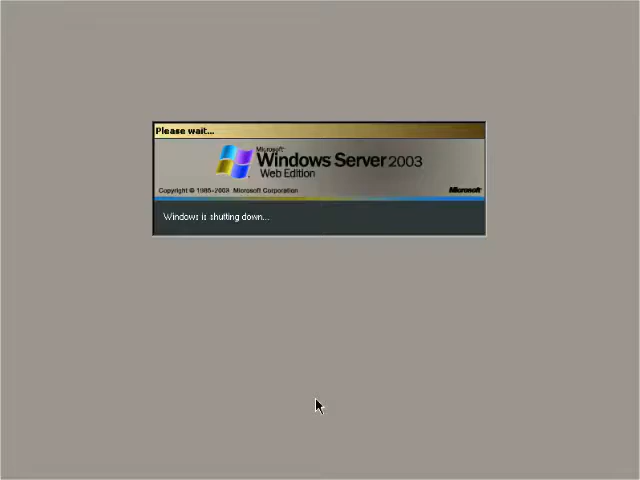 Please wait...
Microsoft
Windows Server 2003
Web Edition
Copyright © 1985-2003 Microsoft Corporation
Microsoft
Windows is shutting down...